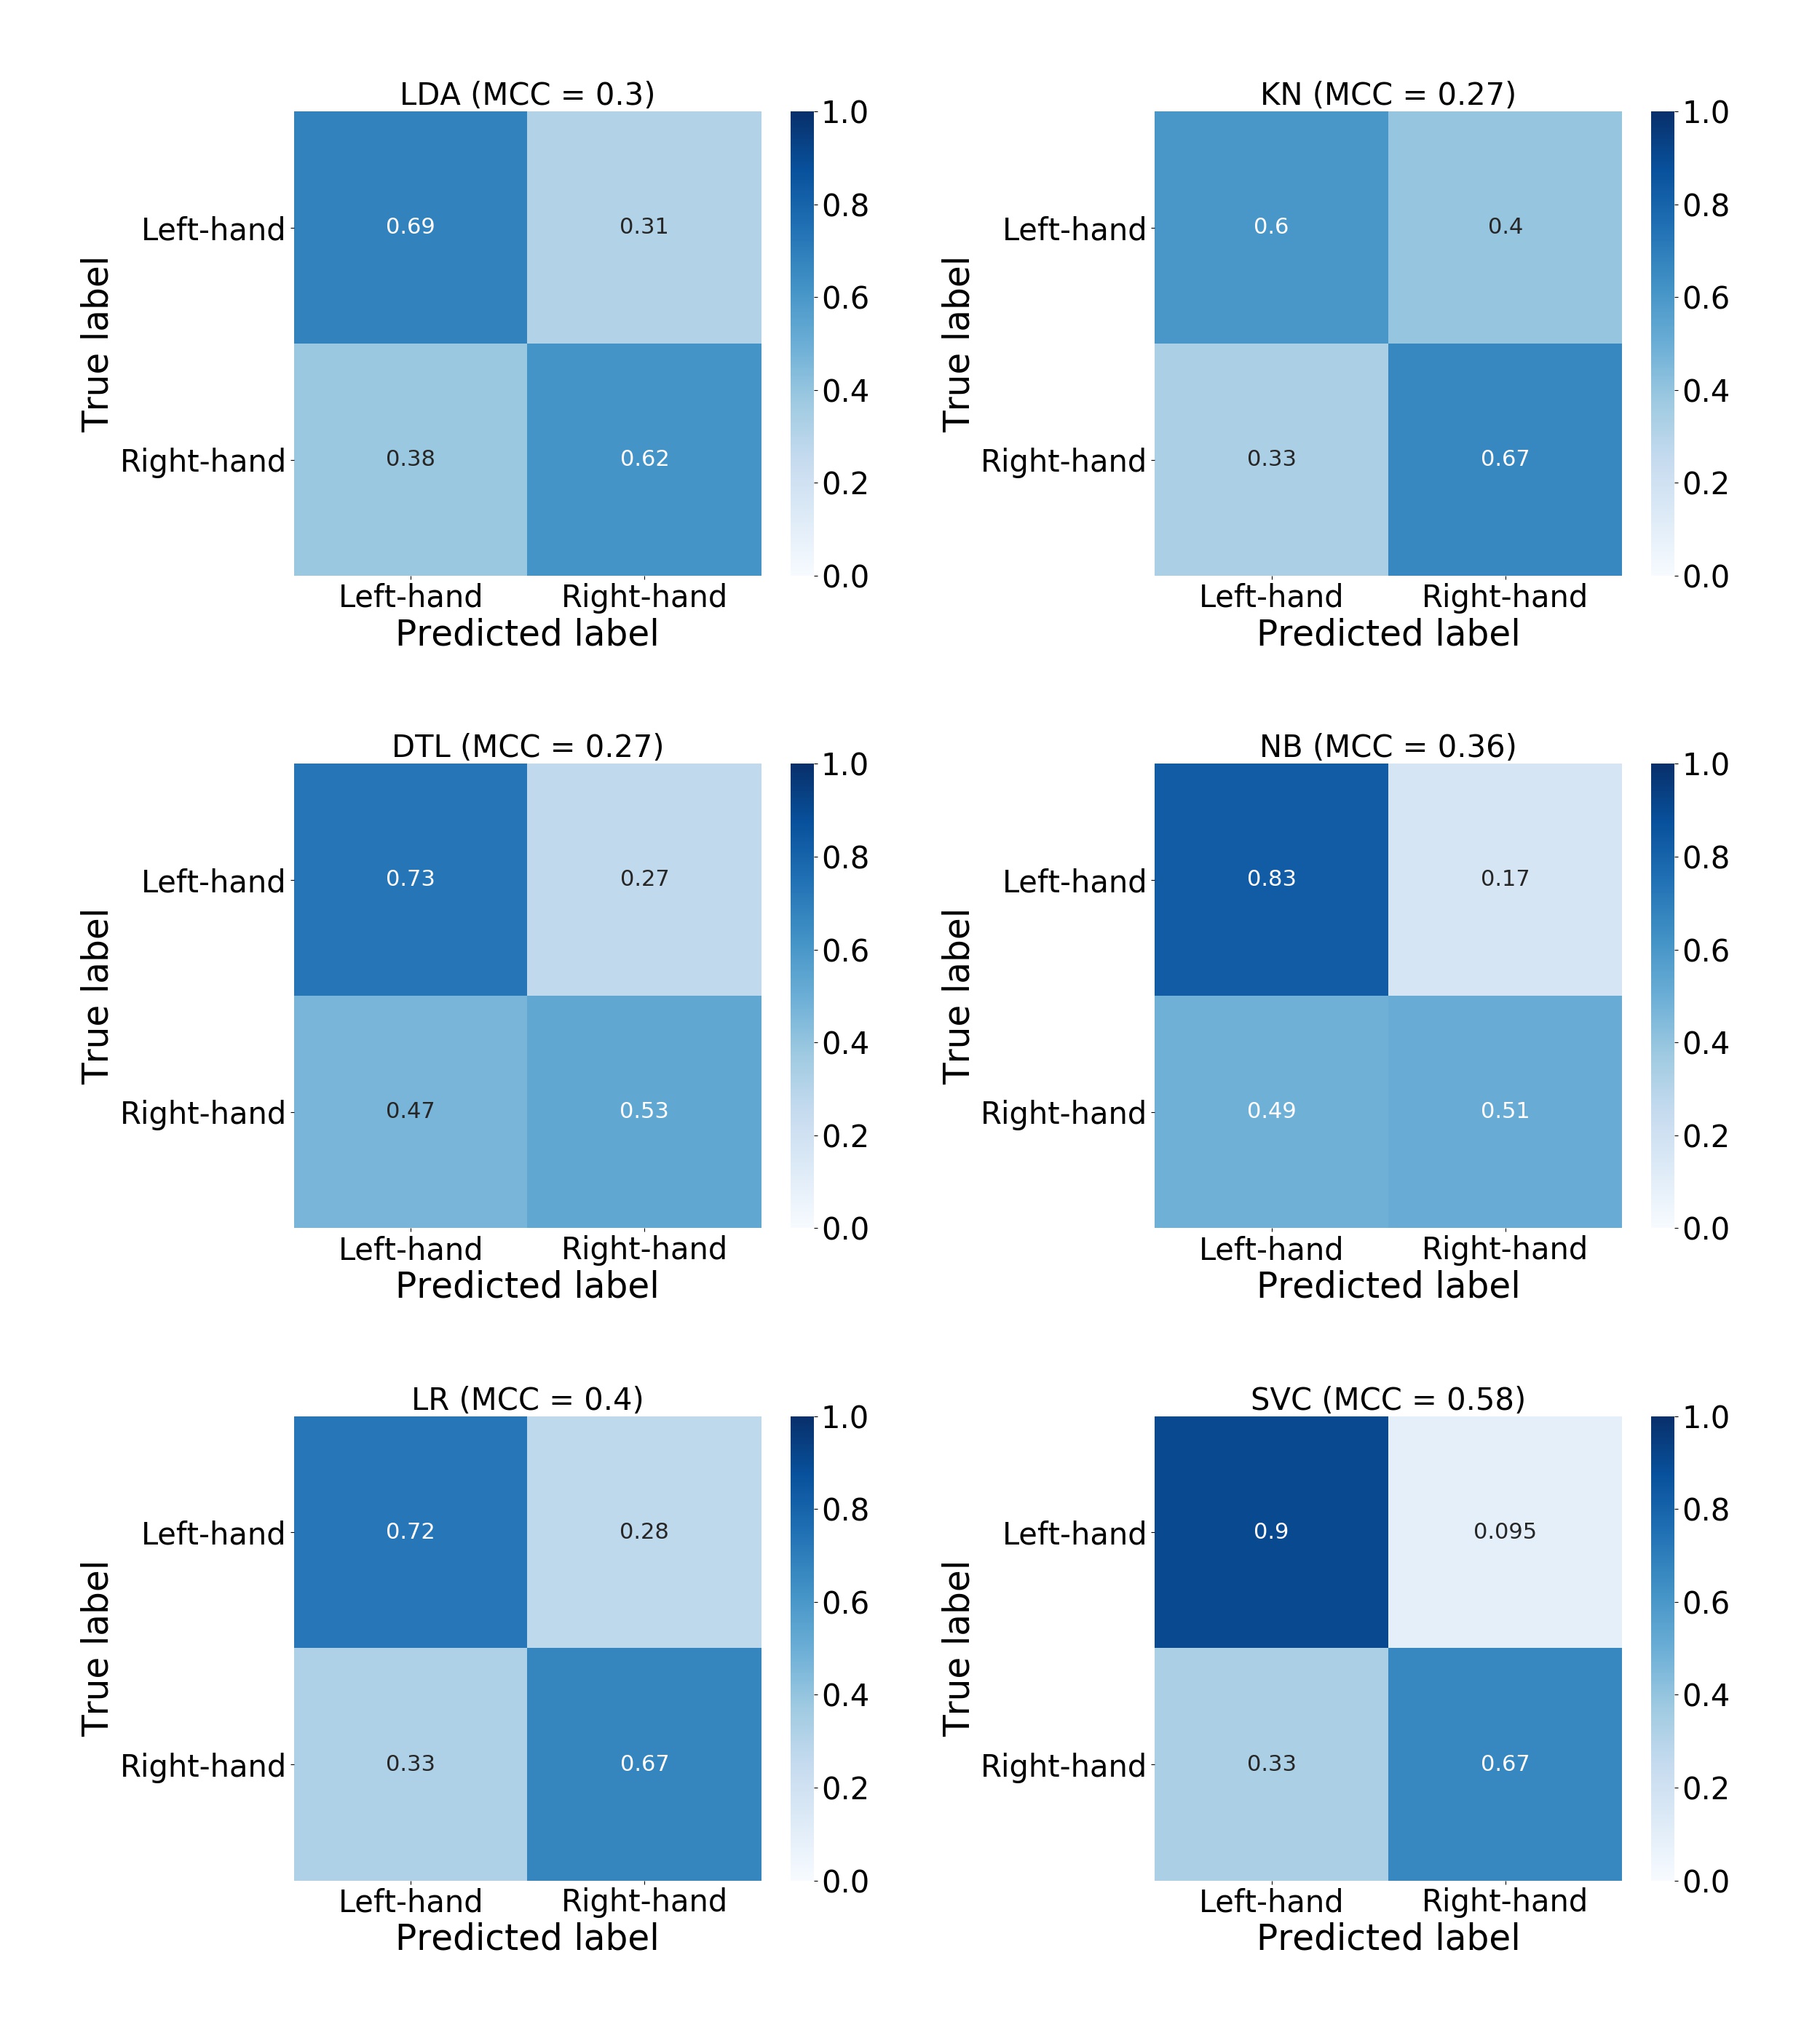 LDA (MCC = 0.3)
1.0
0.8
0.6
0.4
0.2
0.0
True label
Left-hand
0.69 0.31
Right-hand
0.38 0.62
Left-hand Right-hand
Predicted label
KN (MCC = 0.27)
1.0
0.8
0.6
0.4
0.2
0.0
True label
Left-hand
0.6 0.4
Right-hand
0.33 0.67
Left-hand Right-hand
Predicted label
DTL (MCC = 0.27)
1.0
0.8
0.6
0.4
0.2
0.0
True label
Left-hand
0.73 0.27
Right-hand
0.47 0.53
Left-hand Right-hand
Predicted label
NB (MCC = 0.36)
1.0
0.8
0.6
0.4
0.2
0.0
True label
Left-hand
0.83 0.17
Right-hand
0.49 0.51
Left-hand Right-hand
Predicted label
LR (MCC = 0.4)
1.0
0.8
0.6
0.4
0.2
0.0
True label
Left-hand
0.72 0.28
Right-hand
0.33 0.67
Left-hand Right-hand
Predicted label
SVC (MCC = 0.58)
1.0
0.8
0.6
0.4
0.2
0.0
True label
Left-hand
0.9 0.095
Right-hand
0.33 0.67
Left-hand Right-hand
Predicted label